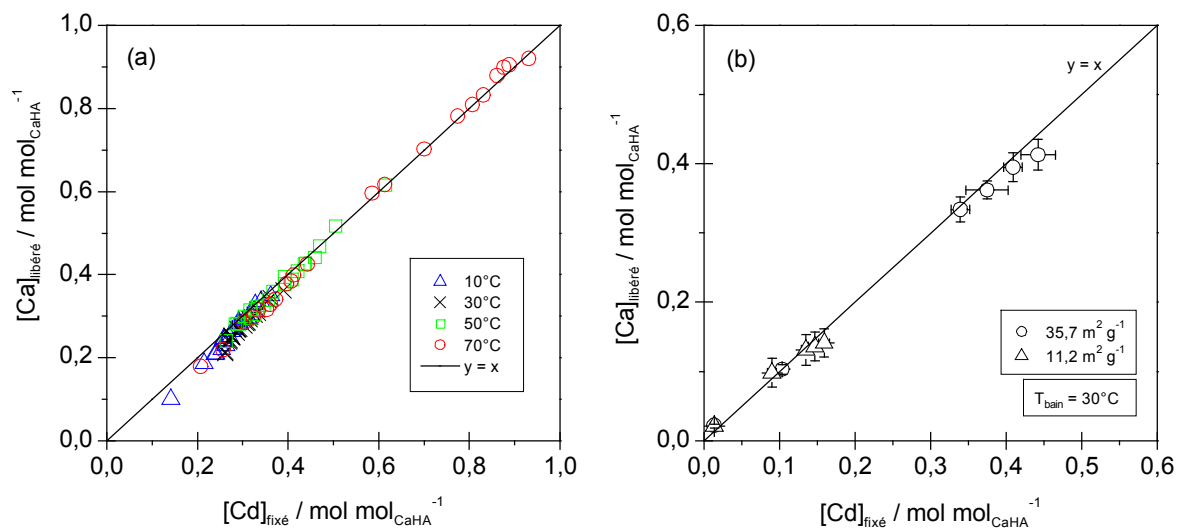 (a)
[Ca]libéré / mol molCaHA-1
1,0
0,8
0,6
0,4
0,2
0,0
10°C
30°C
50°C
70°C
y = x
0,0 0,2 0,4 0,6 0,8 1,0
[Cd]fixé / mol molCaHA-1
(b)
[Ca]libéré / mol molCaHA-1
0,6
0,4
0,2
0,0
y = x
35,7 m2 g-1
11,2 m2 g-1
Tbain = 30°C
0,0 0,1 0,2 0,3 0,4 0,5 0,6
[Cd]fixé / mol molCaHA-1